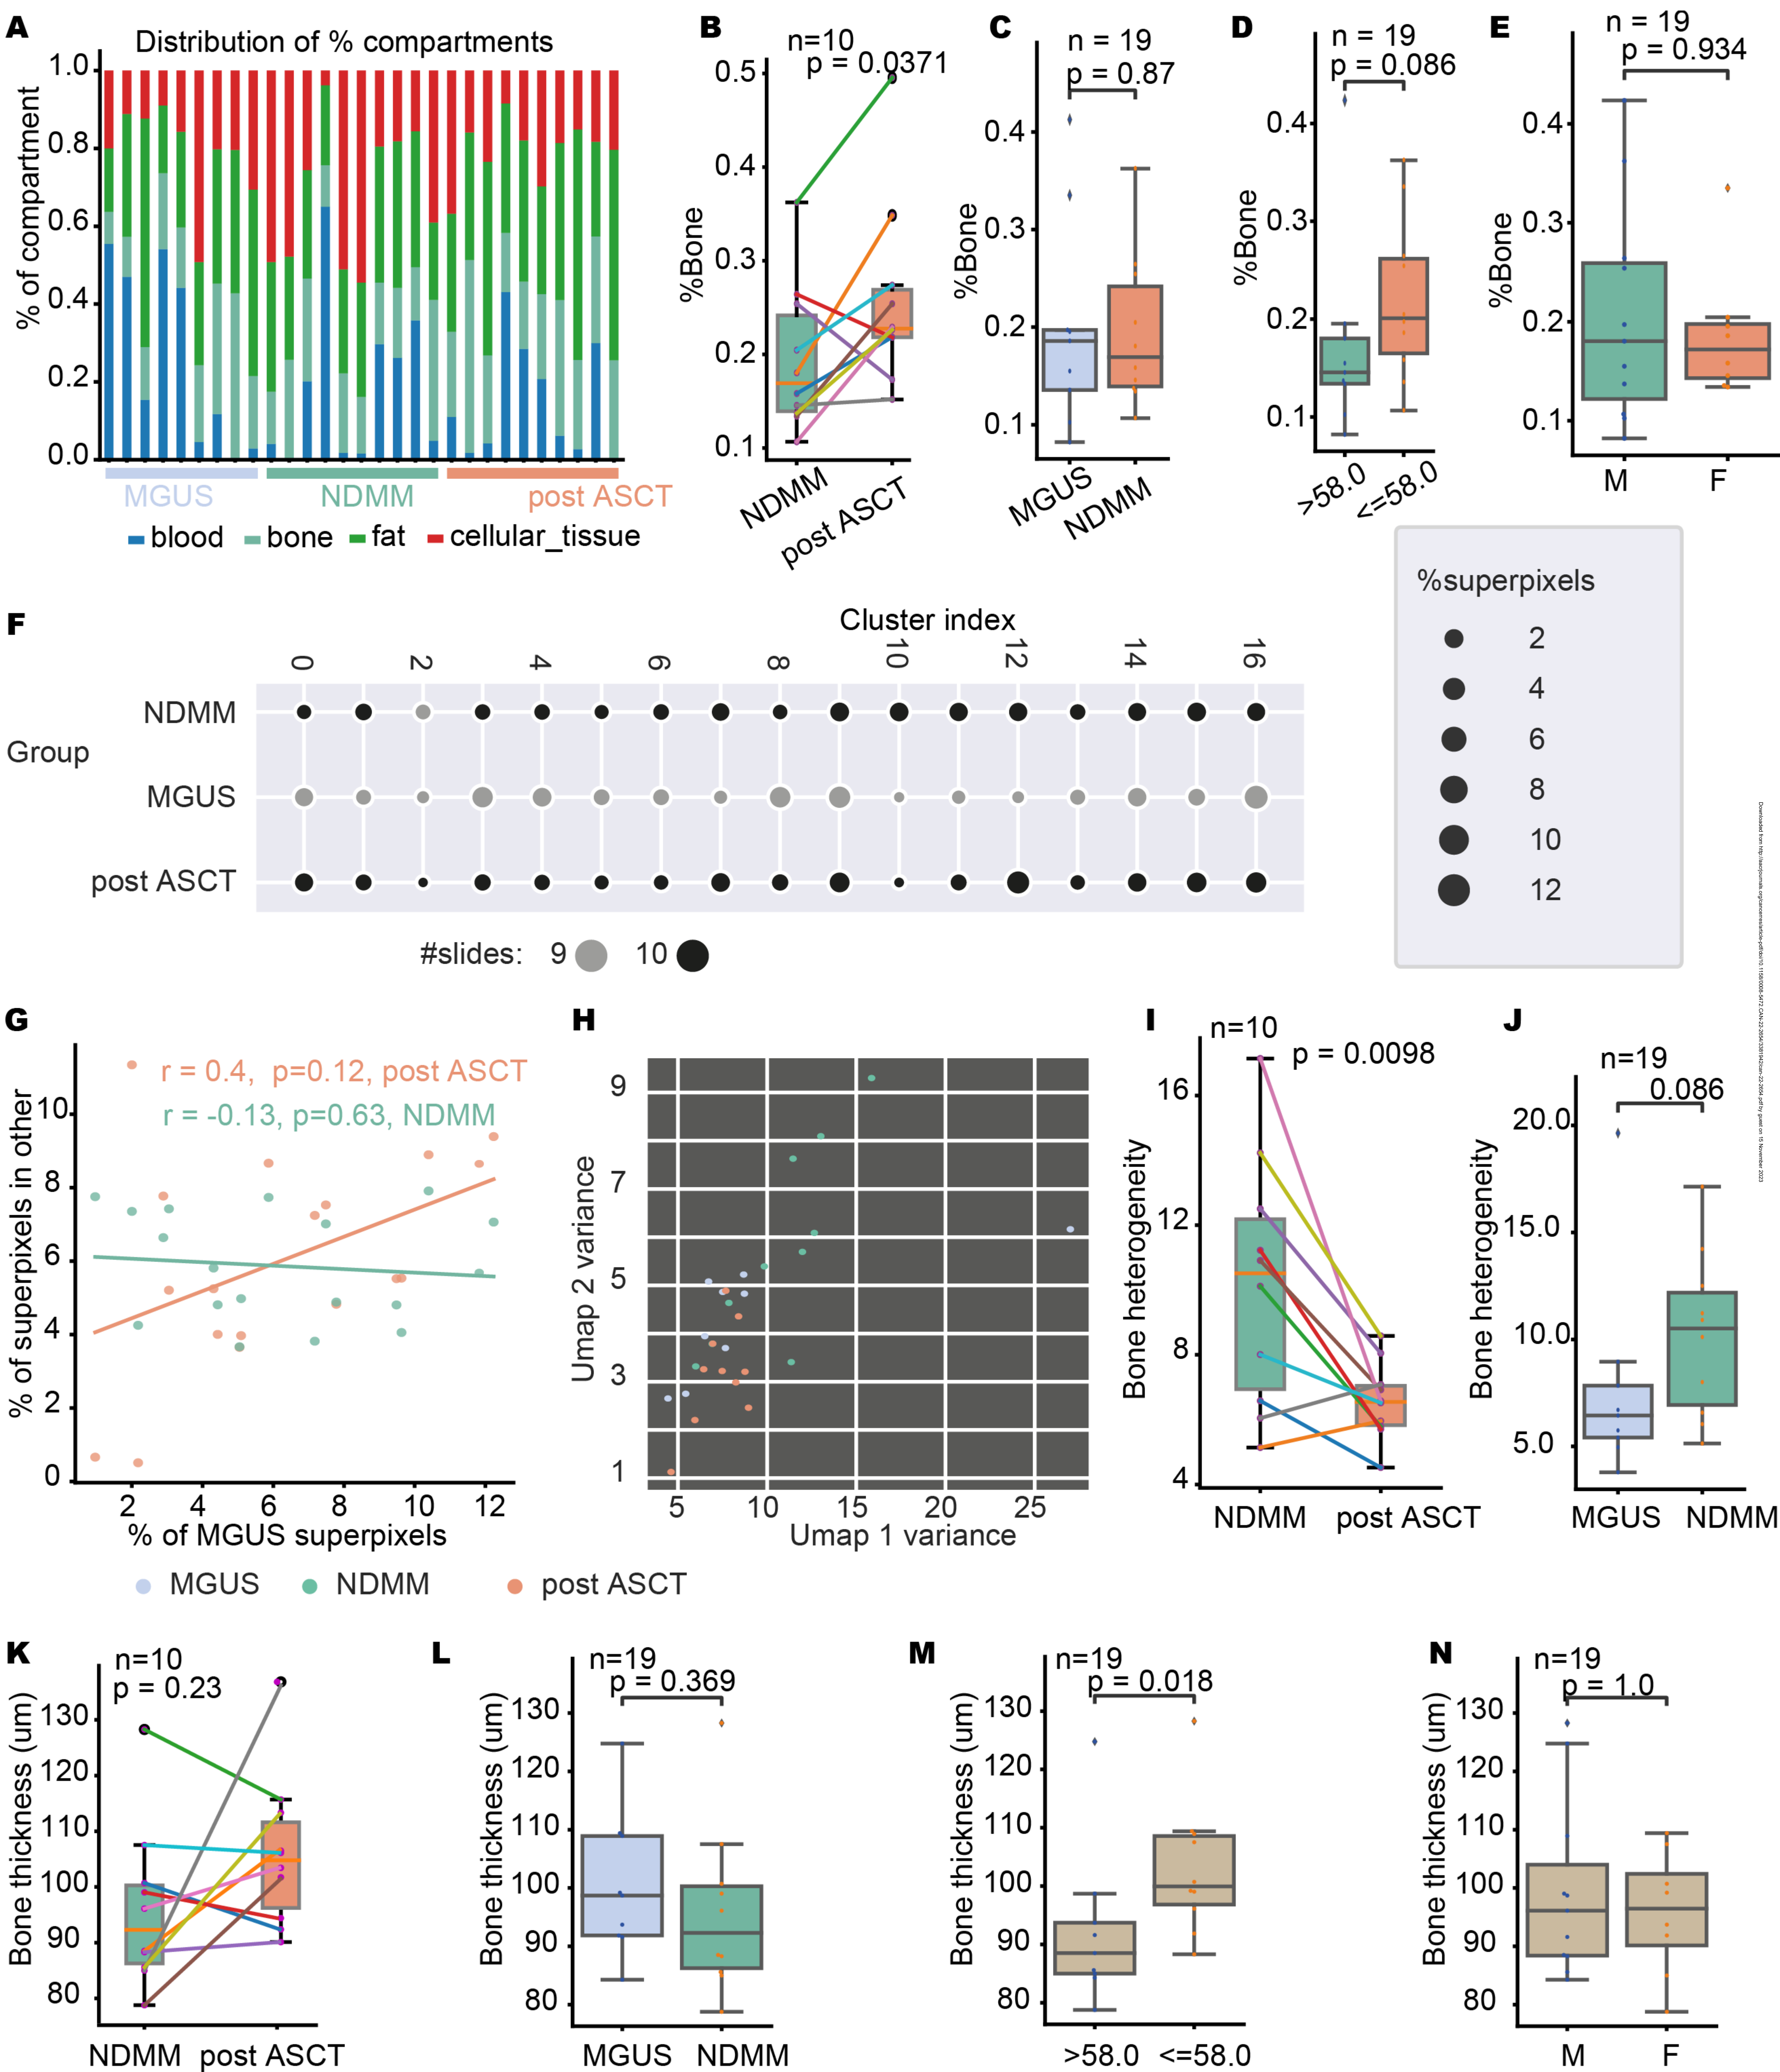 A
Distribution of % compartments
% of compartment
1.0
0.8
0.6
0.4
0.2
0.0
MGUS
NDMM
post ASCT
blood
bone
fat
cellular_tissue
B
n=10
p = 0.0371
%Bone
0.5
0.4
0.3
0.2
0.1
NDMM
post ASCT
C
n = 19
p = 0.87
%Bone
0.4
0.3
0.2
0.1
MGUS
NDMM
D
n = 19
p = 0.086
%Bone
0.4
0.3
0.2
0.1
>58.0
<=58.0
E
n = 19
p = 0.934
%Bone
0.4
0.3
0.2
0.1
M
F
F
Cluster index
0 2 4 6 8 10 12 14 16
Group
NDMM
MGUS
post ASCT
#slides: 9 10
%superpixels
2
4
6
8
10
12
G
r = 0.4, p=0.12, post ASCT
r = -0.13, p=0.63, NDMM
% of superpixels in other
10
8
6
4
2
0
2 4 6 8 10 12
% of MGUS superpixels
MGUS
NDMM
post ASCT
H
Umap 2 variance
9
7
5
3
1
5 10 15 20 25
Umap 1 variance
I
n=10
p = 0.0098
Bone heterogeneity
16
12
8
4
NDMM post ASCT
J
n=19
0.086
Bone heterogeneity
20.0
15.0
10.0
5.0
MGUS NDMM
K
n=10
p = 0.23
Bone thickness (um)
130
120
110
100
90
80
NDMM post ASCT
L
n=19
p = 0.369
Bone thickness (um)
130
120
110
100
90
80
MGUS NDMM
M
n=19
p = 0.018
Bone thickness (um)
130
120
110
100
90
80
>58.0 <=58.0
N
n=19
p = 1.0
Bone thickness (um)
130
120
110
100
90
80
M F